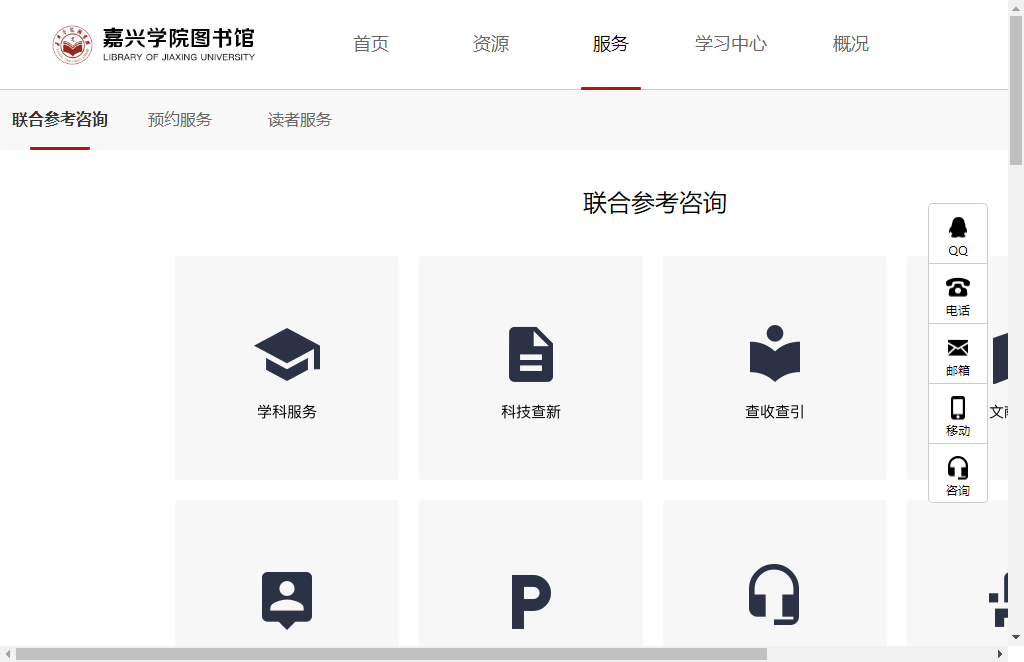 嘉兴学院图书馆
LIBRARY OF JIAXING UNIVERSITY
首页
资源
服务
学习中心
概况
联合参考咨询
预约服务
读者服务
联合参考咨询
QQ
电话
邮箱
移动
咨询
学科服务
科技查新
查收查引
文